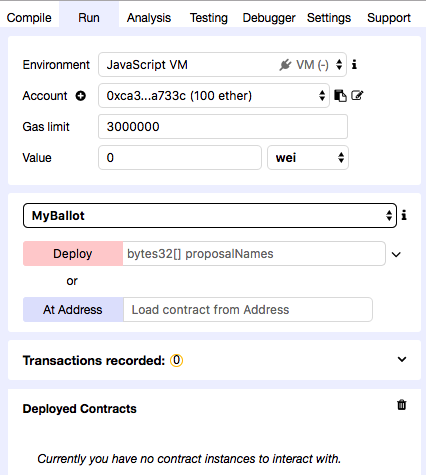 Compile Run Analysis Testing Debugger Settings Support
Environment JavaScript VM VM (-) i
Account 0xca3...a733c (100 ether)
Gas limit 3000000
Value 0 wei
MyBallot i
Deploy bytes32[] proposalNames
or
At Address Load contract from Address
Transactions recorded: 0
Deployed Contracts
Currently you have no contract instances to interact with.